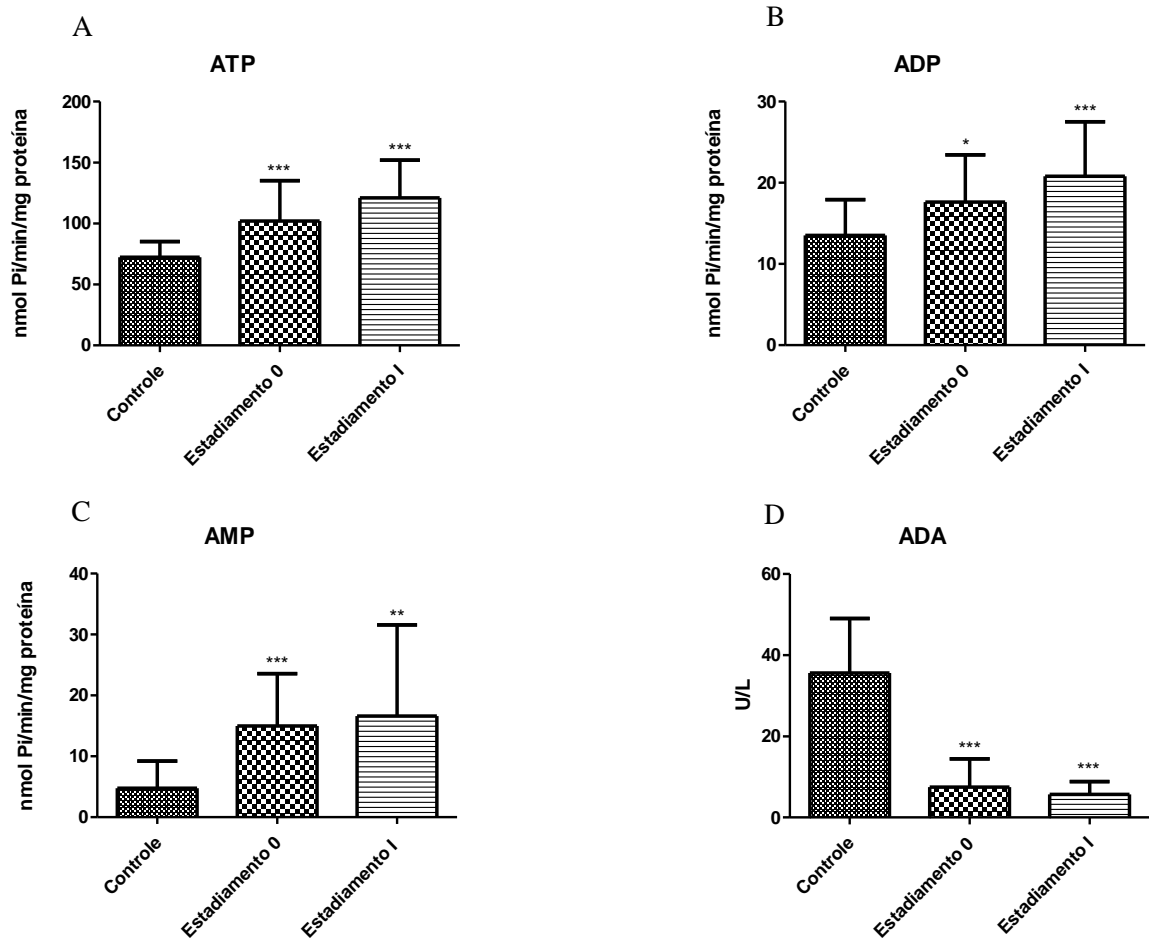 A
ATP
nmol Pi/min/mg proteína
200
150
100
50
0
***
***
Controle
Estadiamento 0
Estadiamento I
B
ADP
nmol Pi/min/mg proteína
30
20
10
0
*
***
Controle
Estadiamento 0
Estadiamento I
C
AMP
nmol Pi/min/mg proteína
40
30
20
10
0
***
**
Controle
Estadiamento 0
Estadiamento I
D
ADA
U/L
60
40
20
0
***
***
Controle
Estadiamento 0
Estadiamento I